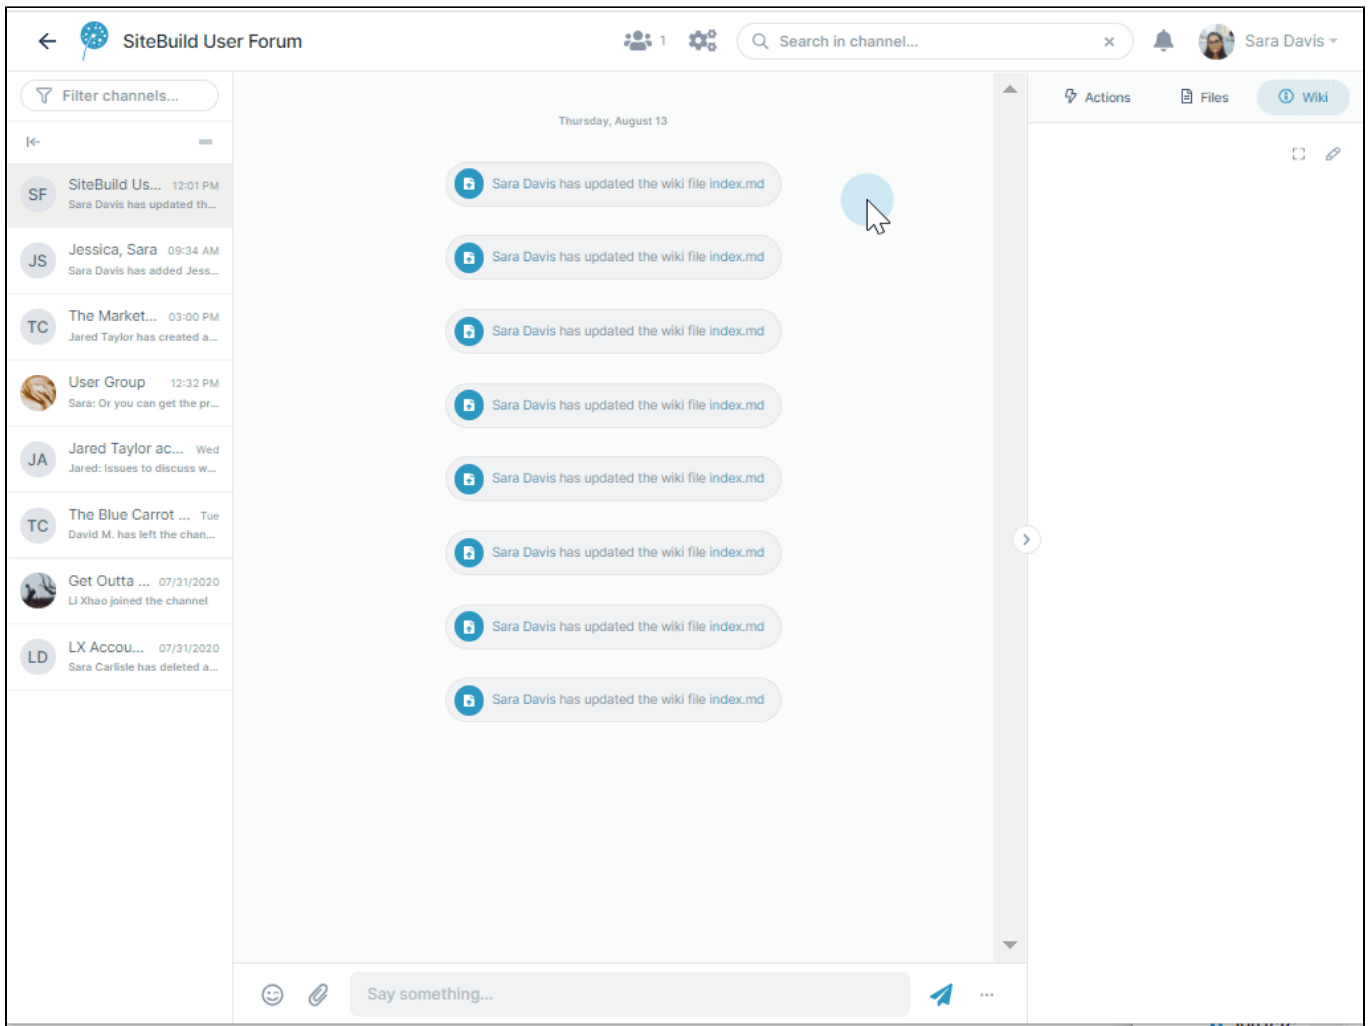 SiteBuild User Forum
1
Search in channel...
Sara Davis
Filter channels...
SF
SiteBuild Us... 12:01 PM
Sara Davis has updated th...
JS
Jessica, Sara 09:34 AM
Sara Davis has added Jess...
TC
The Market... 03:00 PM
Jared Taylor has created a...
User Group 12:32 PM
Sara: Or you can get the pr...
JA
Jared Taylor ac... Wed
Jared: Issues to discuss w...
TC
The Blue Carrot ... Tue
David M. has left the chan...
Get Outta ... 07/31/2020
Li Xhao joined the channel
LD
LX Accou... 07/31/2020
Sara Carlisle has deleted a...
Thursday, August 13
Sara Davis has updated the wiki file index.md
Sara Davis has updated the wiki file index.md
Sara Davis has updated the wiki file index.md
Sara Davis has updated the wiki file index.md
Sara Davis has updated the wiki file index.md
Sara Davis has updated the wiki file index.md
Sara Davis has updated the wiki file index.md
Sara Davis has updated the wiki file index.md
Say something...
Actions
Files
Wiki